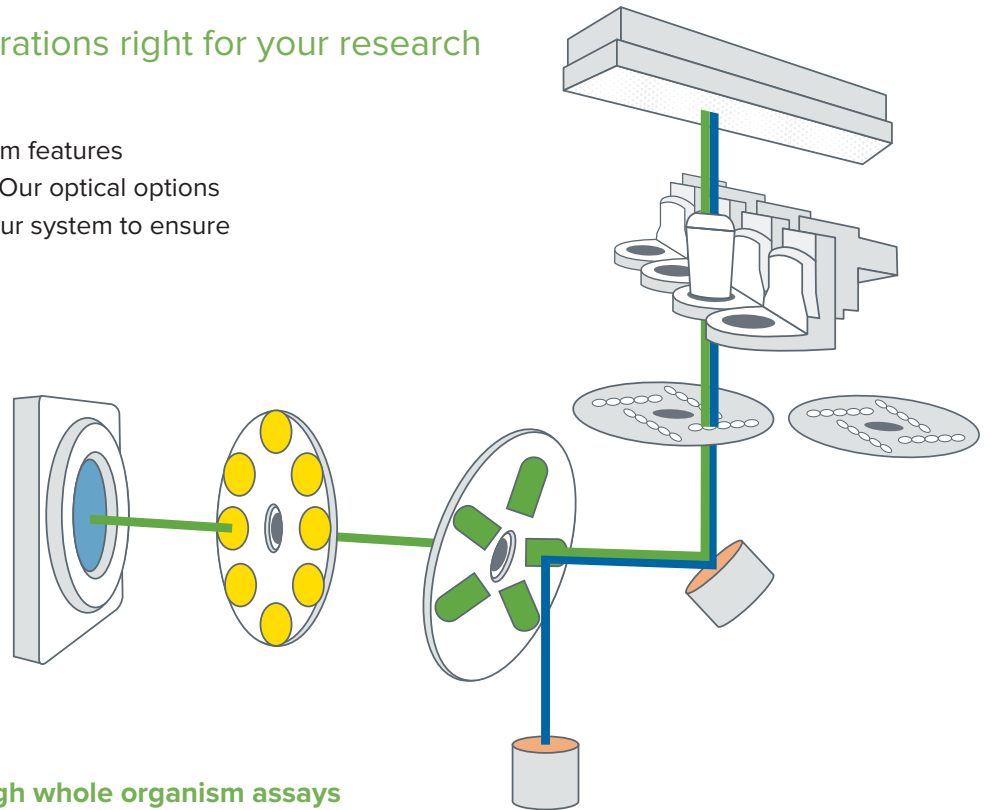 rations right for your research
m features
Our optical options
ur system to ensure
gh whole organism assays